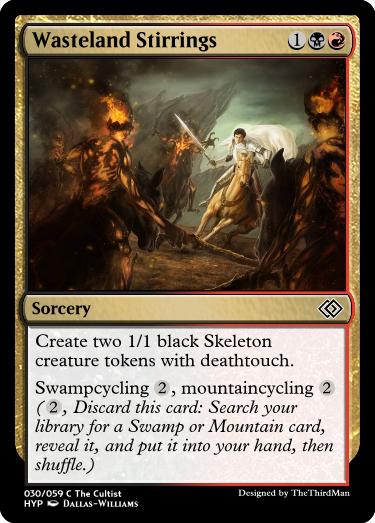 Wasteland Stirrings 1
Sorcery
Create two 1/1 black Skeleton
creature tokens with deathtouch.
Swampcycling 2, mountaincycling 2
(2, Discard this card: Search your
library for a Swamp or Mountain card,
reveal it, and put it into your hand, then
shuffle.)
030/059 C The Cultist
HYP DALLAS-WILLIAMS
Designed by TheThirdMan